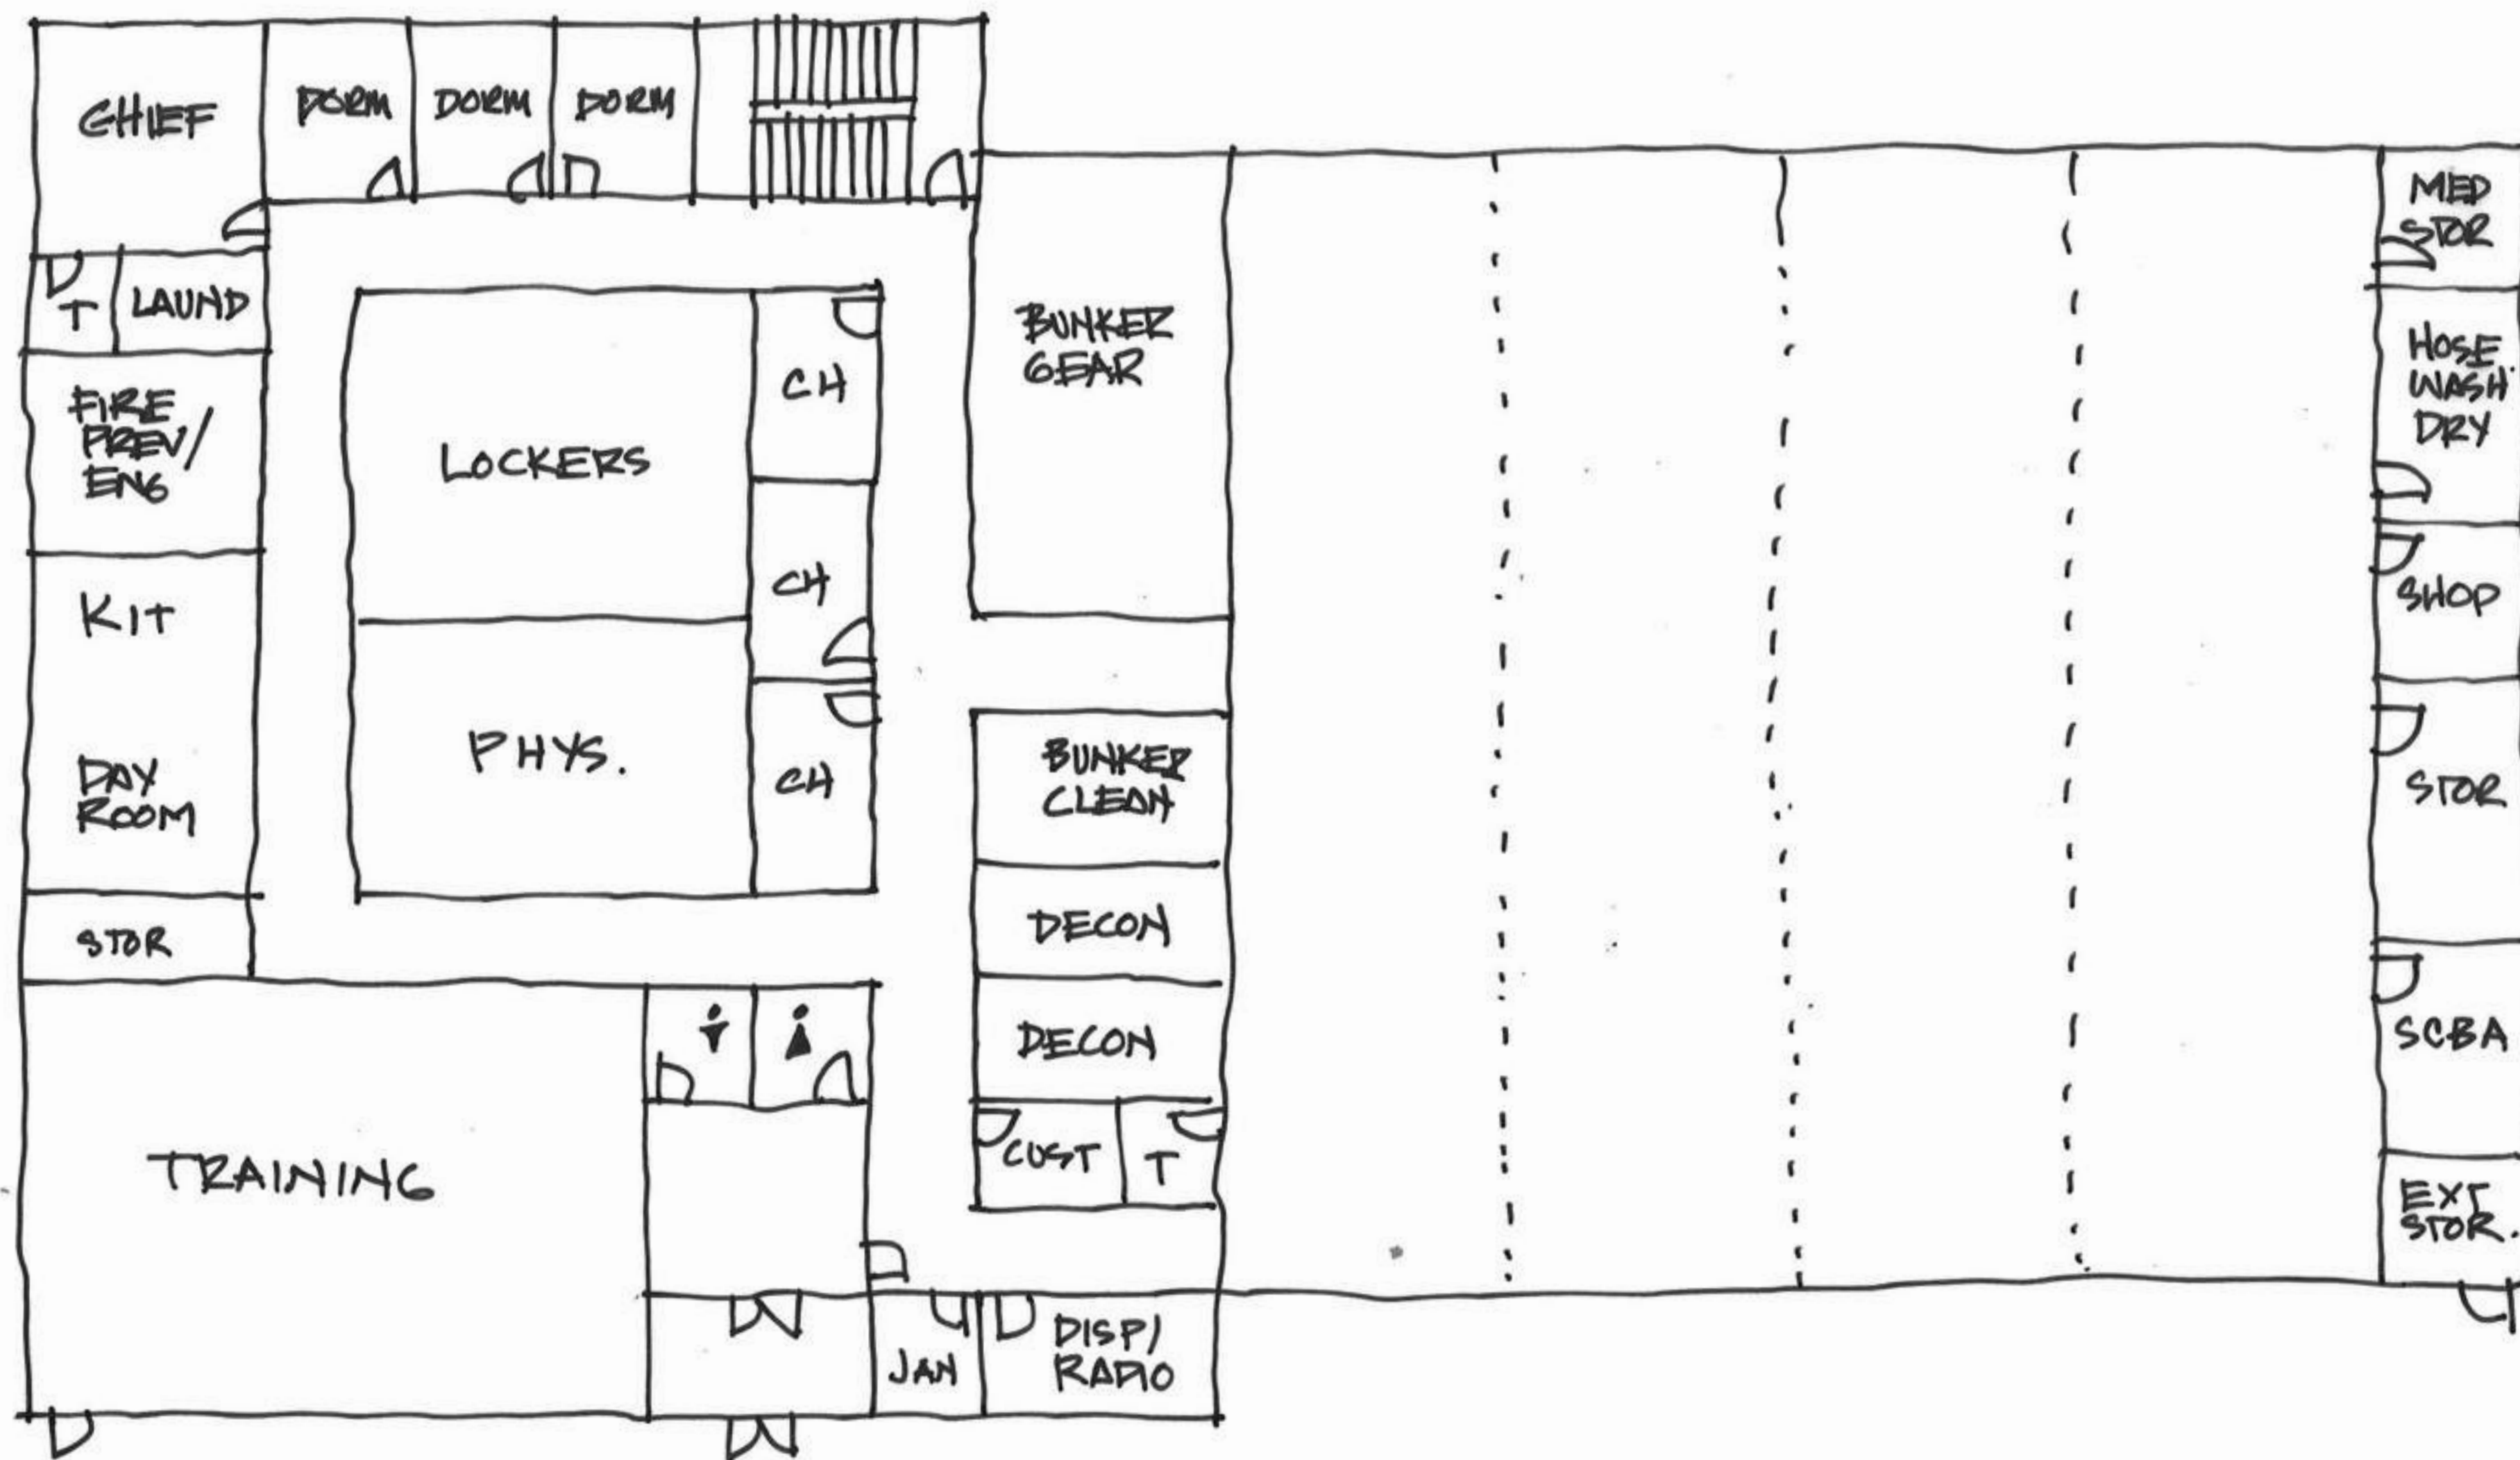 CHIEF
DORM
DORM
DORM
T
LAUND
FIRE
PREV/
ENG
KIT
DAY
ROOM
STOR
LOCKERS
PHYS.
CH
CH
CH
BUNKER
GEAR
BUNKER
CLEAN
DECON
DECON
CUST
T
TRAINING
JAN
DISP/
RADIO
MED
STOR
HOSE
WASH
DRY
SHOP
STOR
SCBA
EXT
STOR.